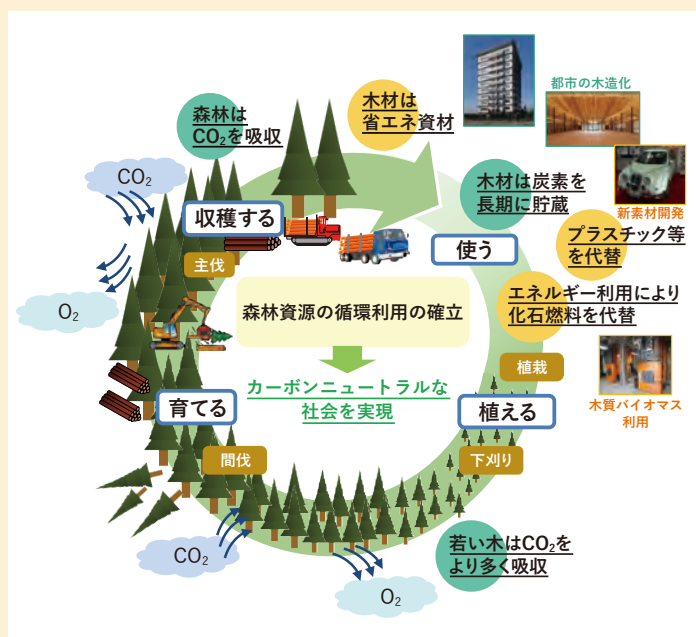 都市の木造化
森林は
CO₂を吸収
木材は
省エネ資材
CO₂
木材は炭素を
長期に貯蔵
収穫する
新素材開発
主伐
使う
プラスチック等
を代替
O₂
エネルギー利用により
化石燃料を代替
森林資源の循環利用の確立
植栽
カーボンニュートラルな
社会を実現
育てる
植える
木質バイオマス
利用
間伐
下刈り
若い木はCO₂を
より多く吸収
CO₂
O₂